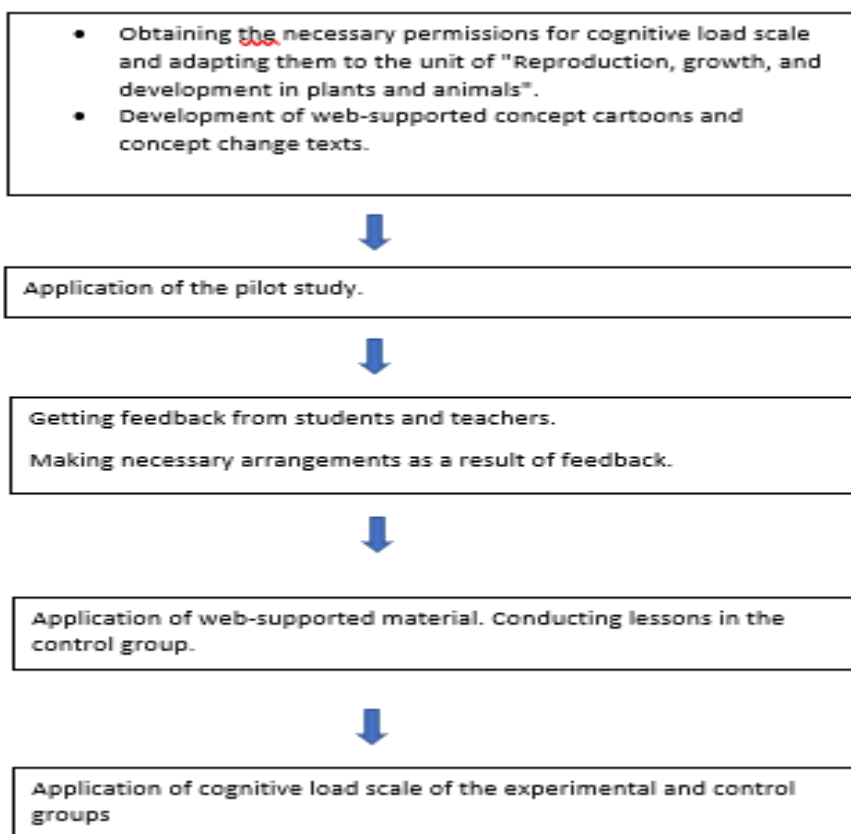 • Obtaining the necessary permissions for cognitive load scale
and adapting them to the unit of "Reproduction, growth, and
development in plants and animals".
• Development of web-supported concept cartoons and
concept change texts.
Application of the pilot study.
Getting feedback from students and teachers.
Making necessary arrangements as a result of feedback.
Application of web-supported material. Conducting lessons in the
control group.
Application of cognitive load scale of the experimental and control
groups